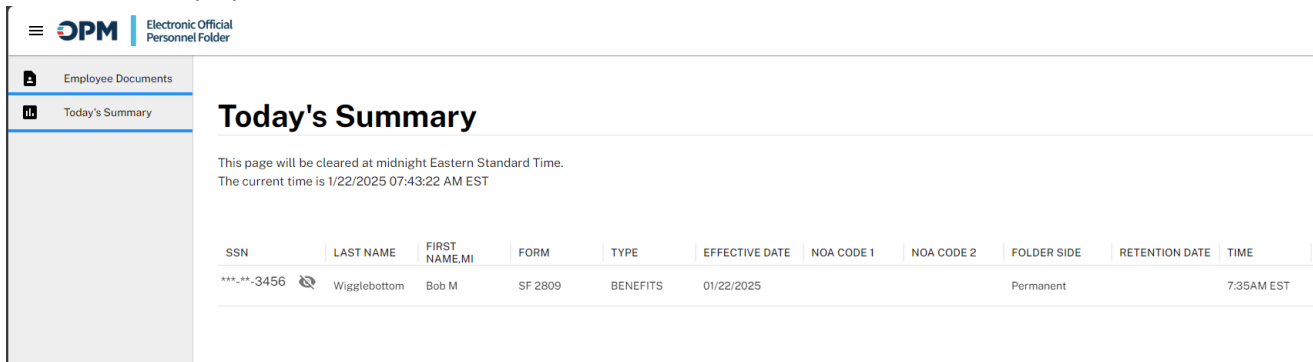 OPM
Electronic Official
Personnel Folder
Employee Documents
Today's Summary
Today's Summary
This page will be cleared at midnight Eastern Standard Time.
The current time is 1/22/2025 07:43:22 AM EST
SSN LAST NAME FIRST NAME,MI FORM TYPE EFFECTIVE DATE NOA CODE 1 NOA CODE 2 FOLDER SIDE RETENTION DATE TIME
***-**-3456 Wigglebottom Bob M SF 2809 BENEFITS 01/22/2025 Permanent 7:35AM EST